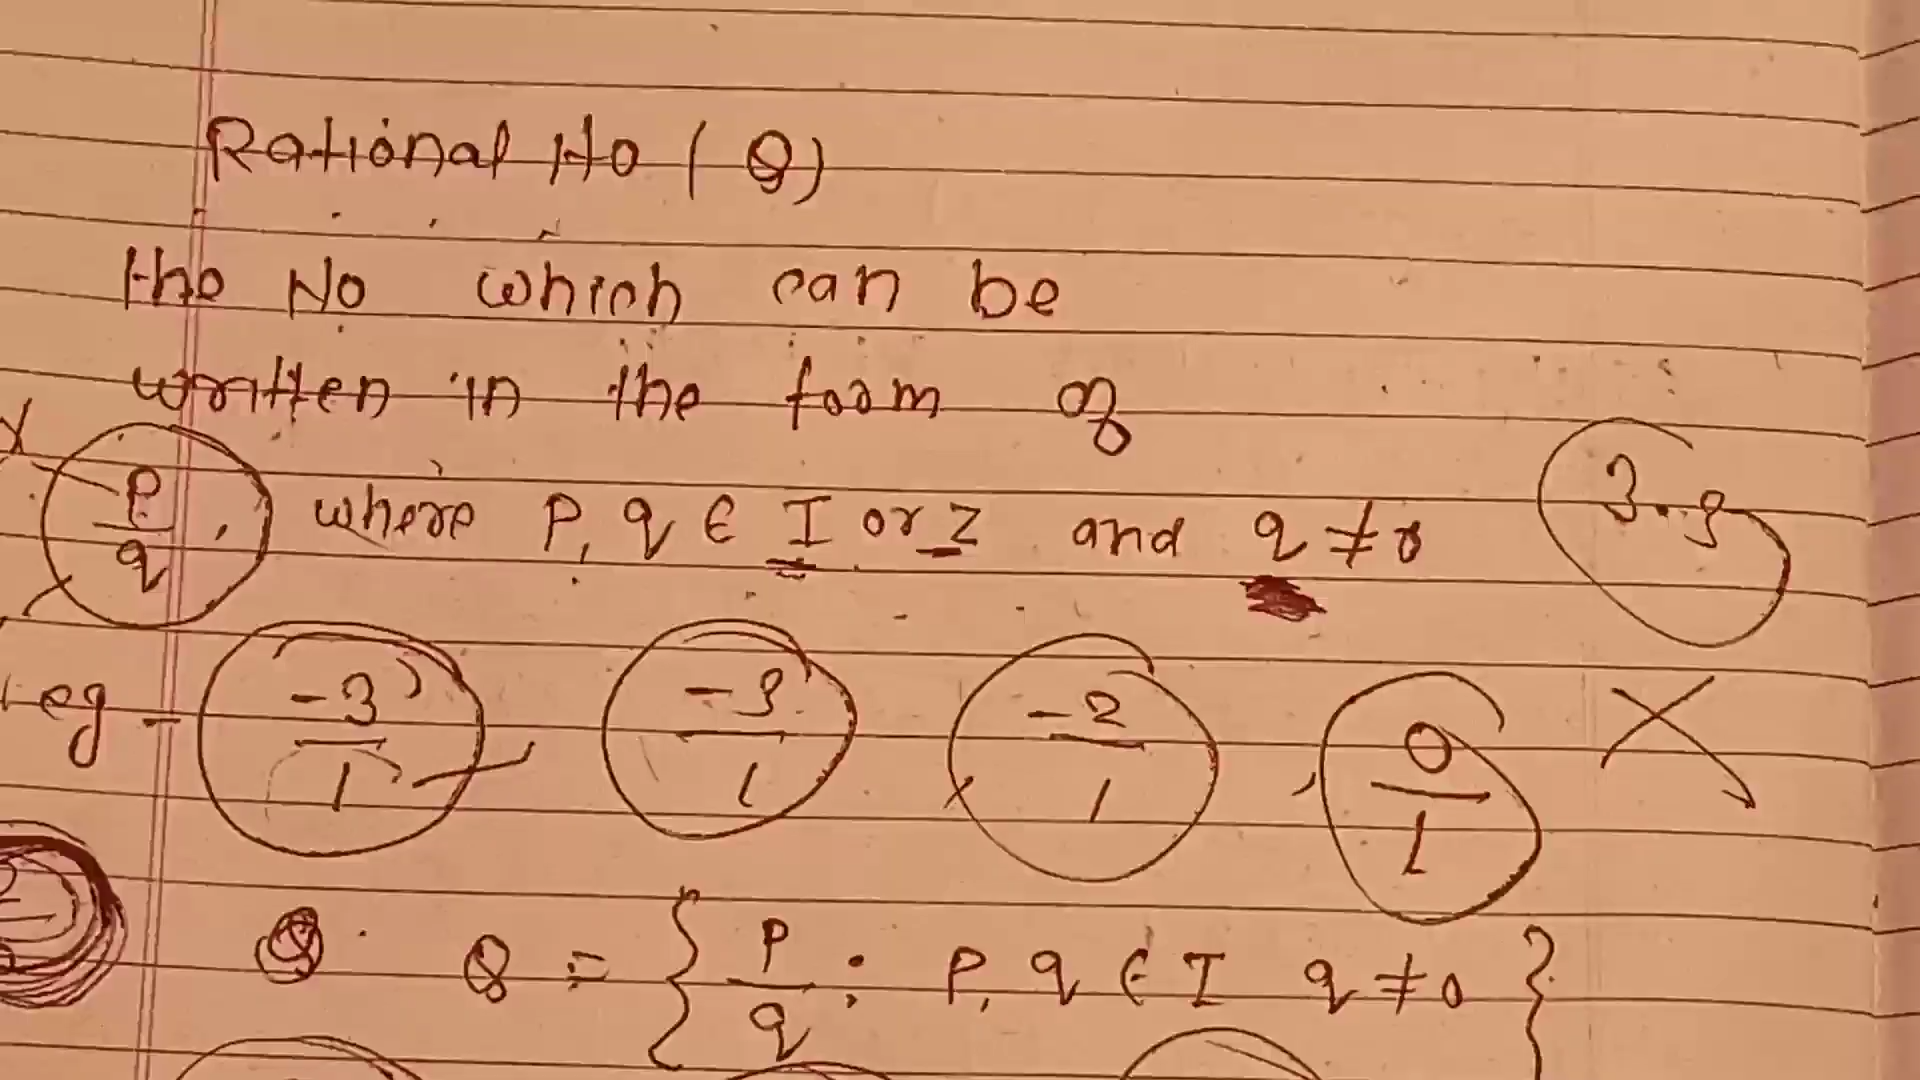 Rational No (Q)
the No which can be
written in the form of
p/q, where P, q ∈ I or Z and q ≠ 0
3.9
eg - -3/1 -3/1 -2/1, 0/1
Q Q = { P/q : P, q ∈ I q ≠ 0 }